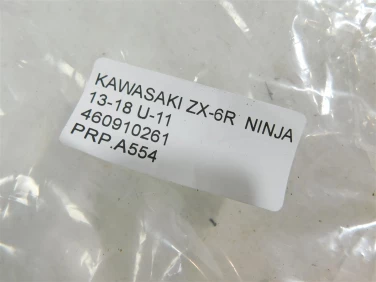 KAWASAKI ZX-6R NINJA
13-18 U-11
460910261
PRP.A554